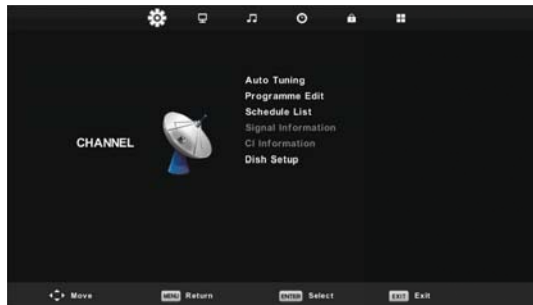 Auto Tuning
Programme Edit
Schedule List
Signal Information
CI Information
Dish Setup
CHANNEL
Move MENU Return ENTER Select EXIT Exit